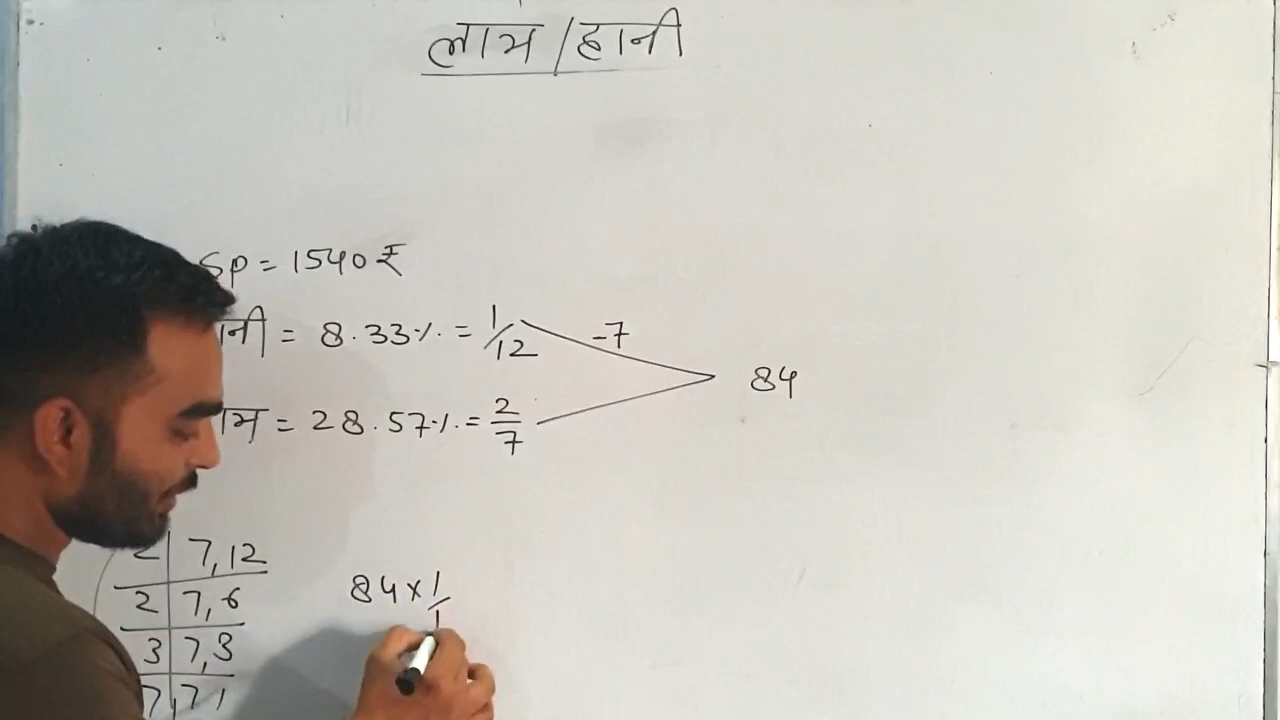 लाभ/हानी
SP = 1540 ₹
नी = 8.33% = 1/12 -7
84
ाभ = 28.57% = 2/7
2 | 7, 12
2 | 7, 6
3 | 7, 3
7 | 7 1
84 × 1/1